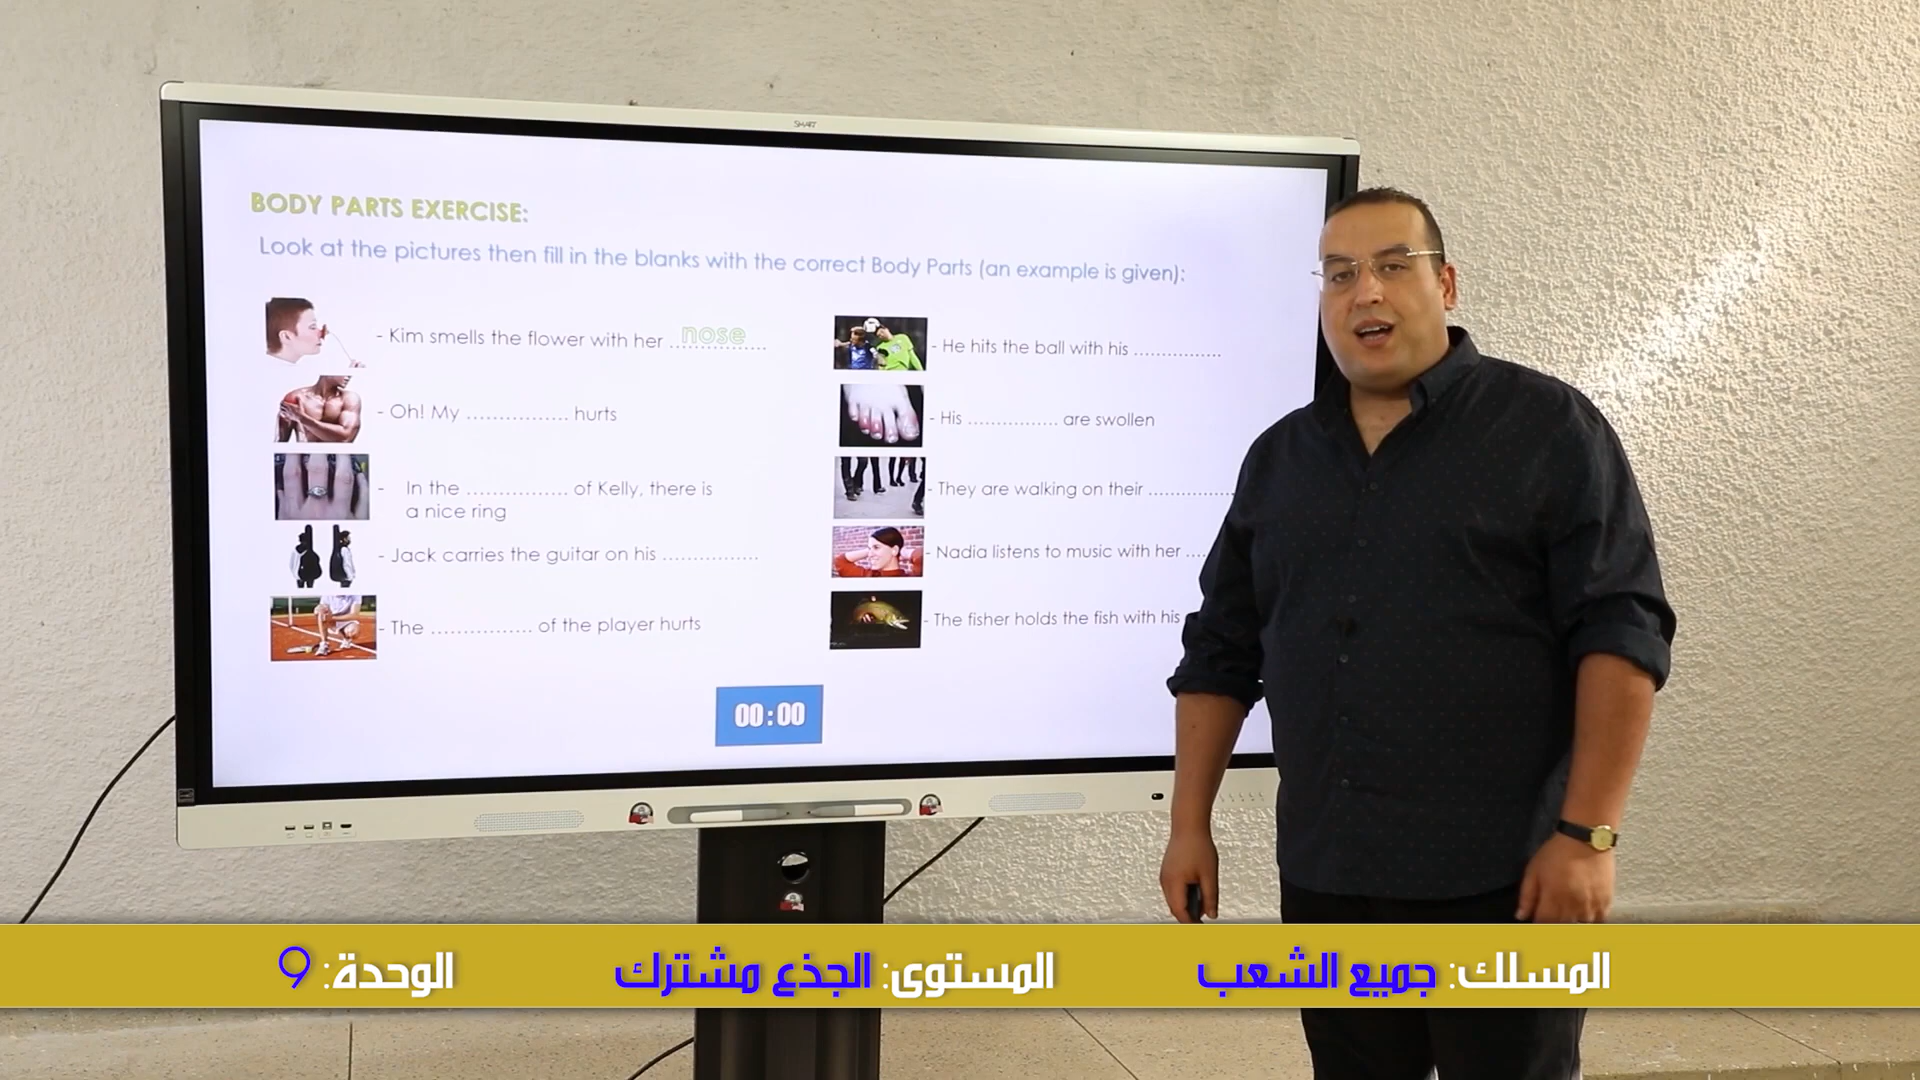 SMART
BODY PARTS EXERCISE:
Look at the pictures then fill in the blanks with the correct Body Parts (an example is given):
- Kim smells the flower with her nose
- Oh! My ................ hurts
- In the ................ of Kelly, there is
a nice ring
- Jack carries the guitar on his ...............
- The ................ of the player hurts
- He hits the ball with his ...............
- His ............... are swollen
- They are walking on their ...............
- Nadia listens to music with her ....
- The fisher holds the fish with his
00:00
المسلك: جميع الشعب
المستوى: الجذع مشترك
الوحدة: 9